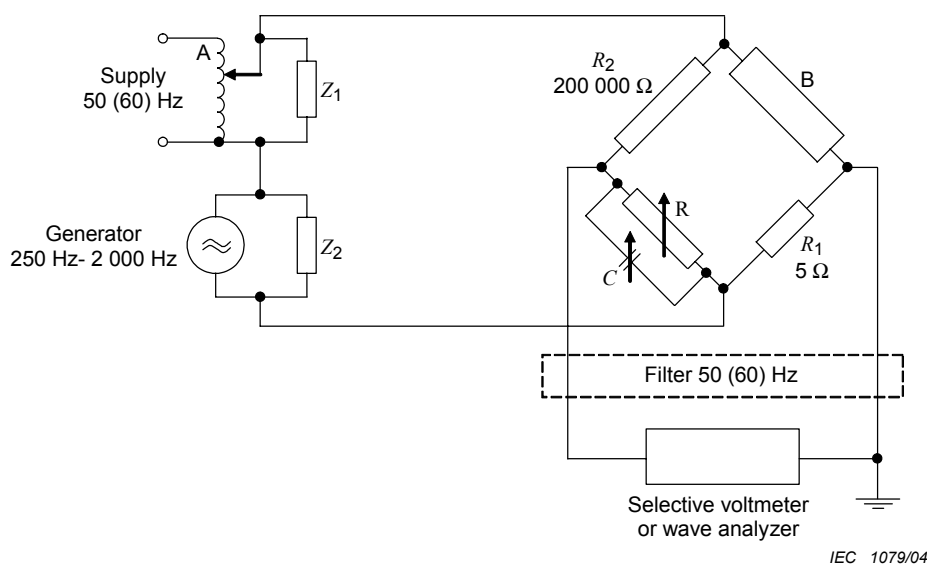 A
Supply
50 (60) Hz
Z1
Generator
250 Hz- 2 000 Hz
Z2
R2
200 000 Ω
B
R
C
R1
5 Ω
Filter 50 (60) Hz
Selective voltmeter
or wave analyzer
IEC 1079/04